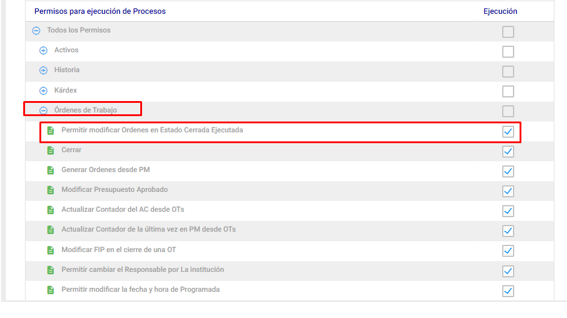 Permisos para ejecución de Procesos Ejecución
Todos los Permisos
Activos
Historia
Kárdex
Órdenes de Trabajo
Permitir modificar Ordenes en Estado Cerrada Ejecutada
Cerrar
Generar Ordenes desde PM
Modificar Presupuesto Aprobado
Actualizar Contador del AC desde OTs
Actualizar Contador de la última vez en PM desde OTs
Modificar FIP en el cierre de una OT
Permitir cambiar el Responsable por La institución
Permitir modificar la fecha y hora de Programada